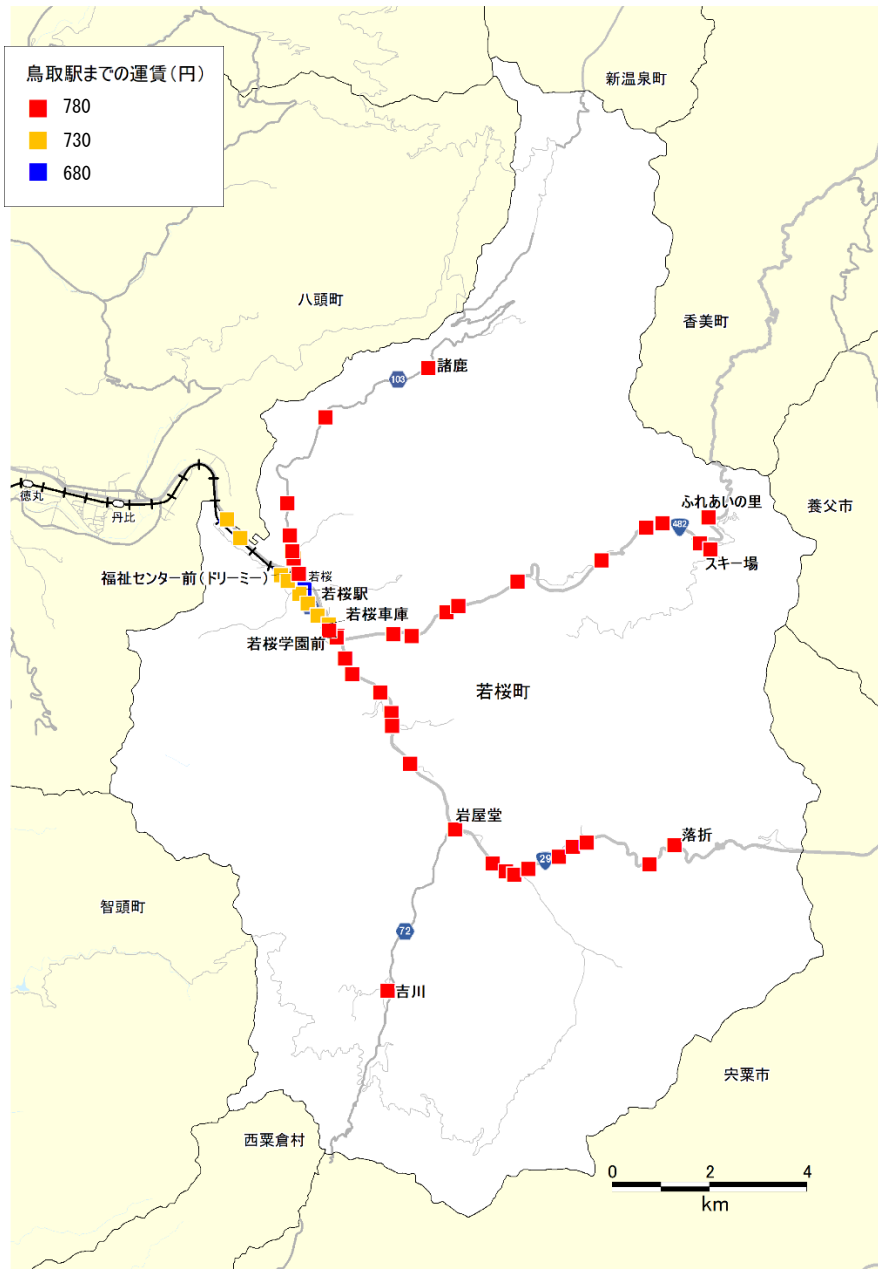 鳥取駅までの運賃(円)
780
730
680
新温泉町
八頭町
香美町
諸鹿
103
徳丸
丹比
ふれあいの里
養父市
482
スキー場
福祉センター前(ドリーミー)
若桜
若桜駅
若桜車庫
若桜学園前
若桜町
岩屋堂
落折
29
智頭町
72
吉川
宍粟市
西粟倉村
0 2 4
km